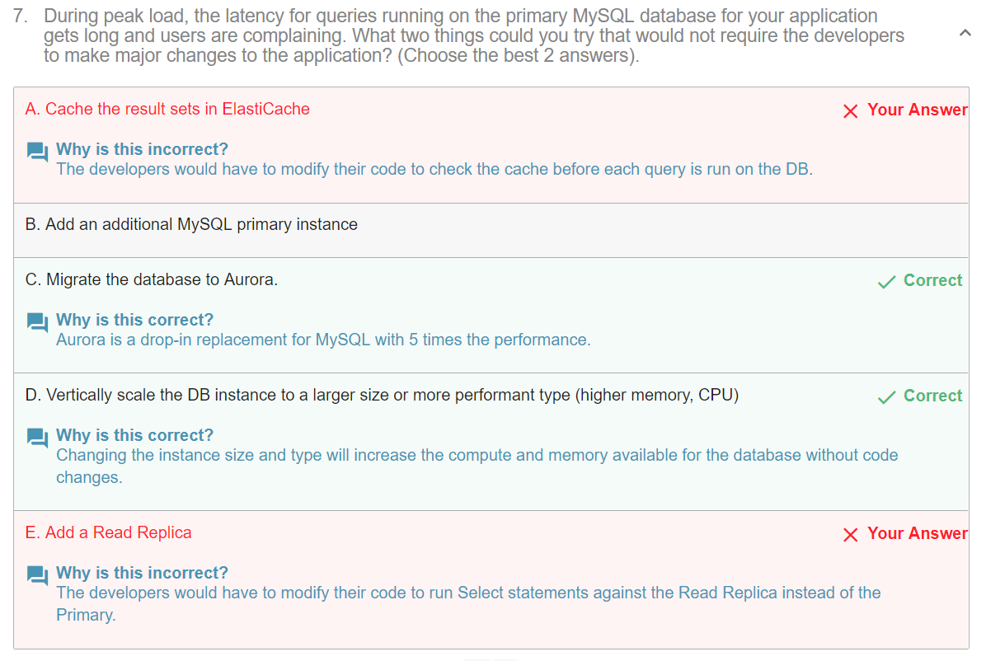 7. During peak load, the latency for queries running on the primary MySQL database for your application
gets long and users are complaining. What two things could you try that would not require the developers
to make major changes to the application? (Choose the best 2 answers).
A. Cache the result sets in ElastiCache
Your Answer
Why is this incorrect?
The developers would have to modify their code to check the cache before each query is run on the DB.
B. Add an additional MySQL primary instance
C. Migrate the database to Aurora.
Correct
Why is this correct?
Aurora is a drop-in replacement for MySQL with 5 times the performance.
D. Vertically scale the DB instance to a larger size or more performant type (higher memory, CPU)
Correct
Why is this correct?
Changing the instance size and type will increase the compute and memory available for the database without code
changes.
E. Add a Read Replica
Your Answer
Why is this incorrect?
The developers would have to modify their code to run Select statements against the Read Replica instead of the
Primary.